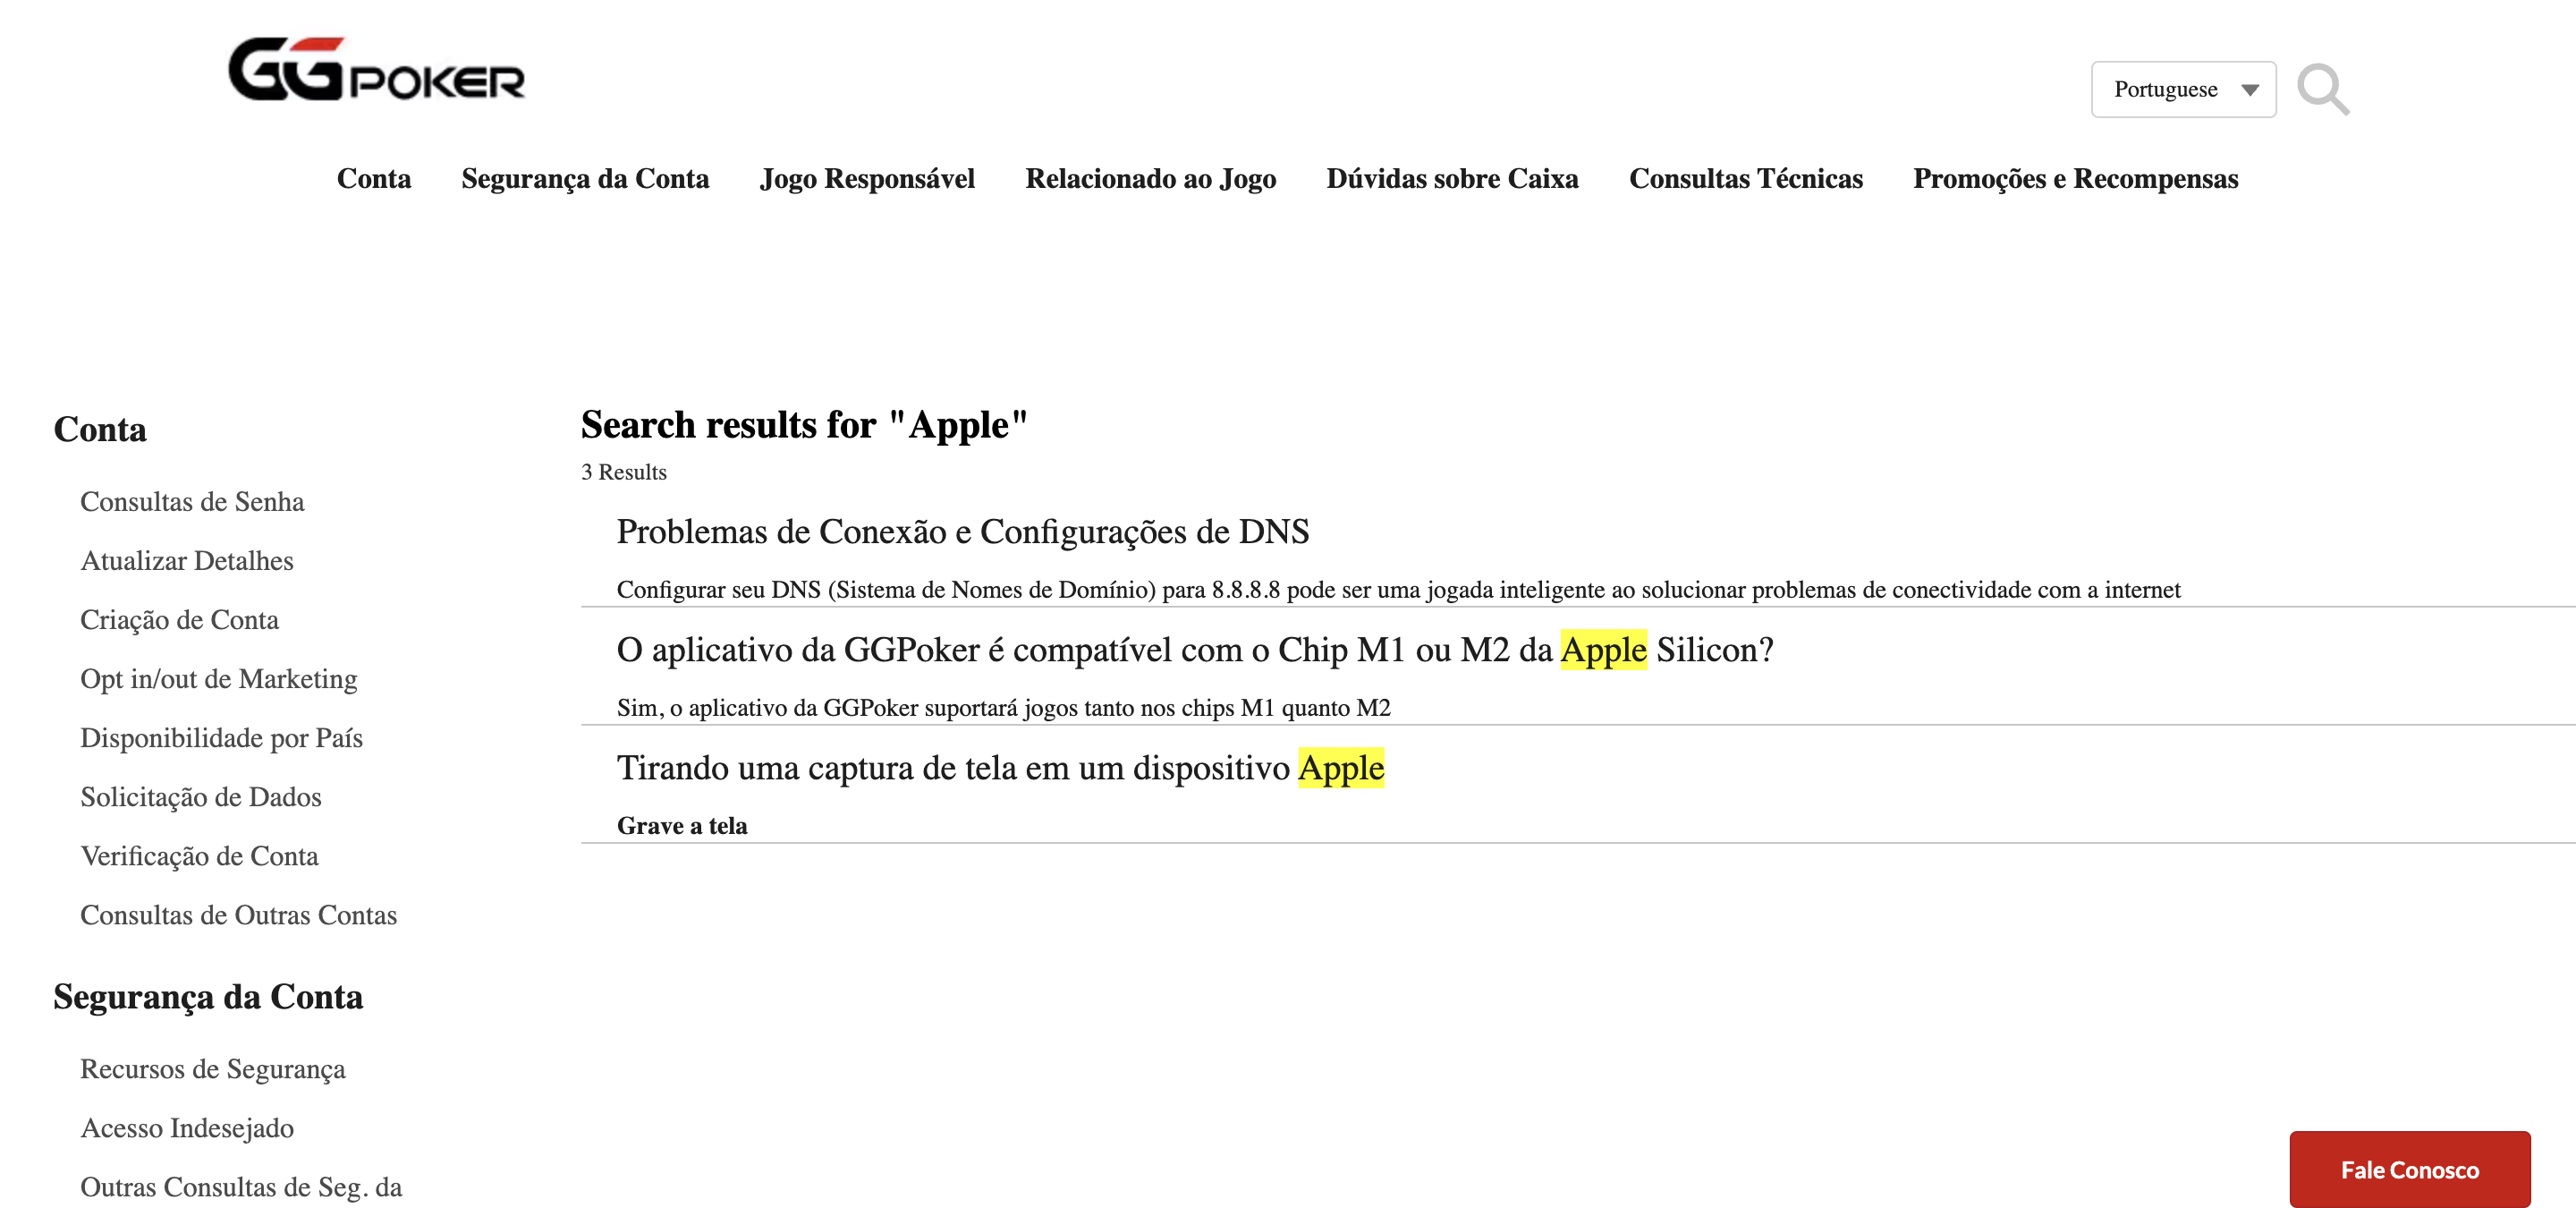 GGPOKER
Portuguese
Conta Segurança da Conta Jogo Responsável Relacionado ao Jogo Dúvidas sobre Caixa Consultas Técnicas Promoções e Recompensas
Conta
Consultas de Senha
Atualizar Detalhes
Criação de Conta
Opt in/out de Marketing
Disponibilidade por País
Solicitação de Dados
Verificação de Conta
Consultas de Outras Contas
Segurança da Conta
Recursos de Segurança
Acesso Indesejado
Outras Consultas de Seg. da
Search results for "Apple"
3 Results
Problemas de Conexão e Configurações de DNS
Configurar seu DNS (Sistema de Nomes de Domínio) para 8.8.8.8 pode ser uma jogada inteligente ao solucionar problemas de conectividade com a internet
O aplicativo da GGPoker é compatível com o Chip M1 ou M2 da Apple Silicon?
Sim, o aplicativo da GGPoker suportará jogos tanto nos chips M1 quanto M2
Tirando uma captura de tela em um dispositivo Apple
Grave a tela
Fale Conosco